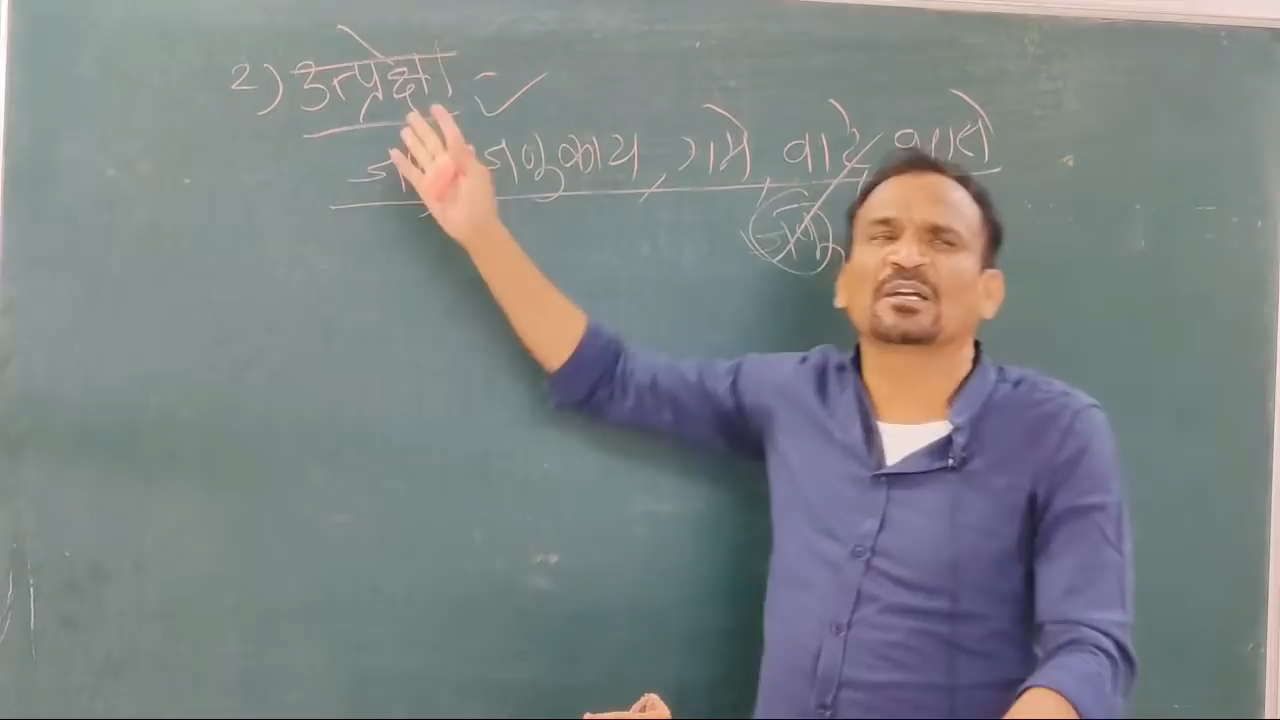 2) उत्प्रेक्षा =
जणुकाय, गमे, वाटे, भासे